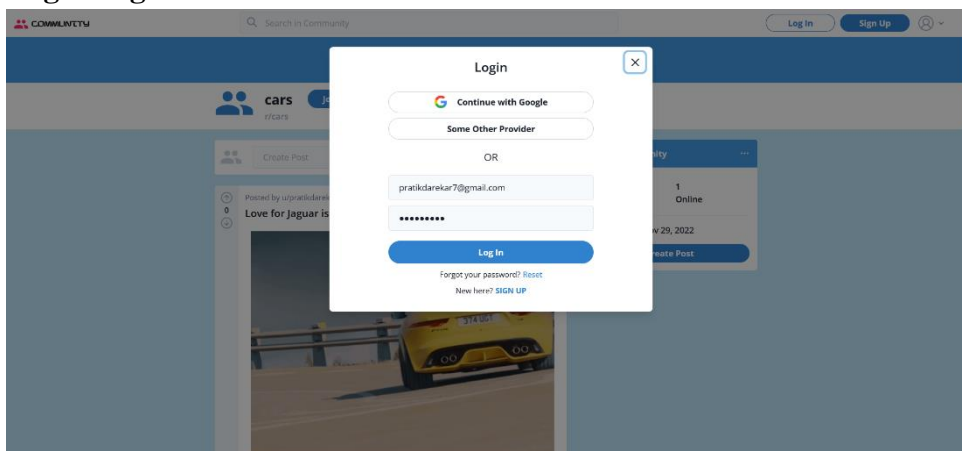 COMMUNITY
Search in Community
Log In
Sign Up
Login
Continue with Google
Some Other Provider
OR
pratikdarekar7@gmail.com
•••••••••
Log In
Forgot your password? Reset
New here? SIGN UP
cars
r/cars
Create Post
Posted by u/pratikdarek
0
Love for Jaguar is
1
Online
29, 2022